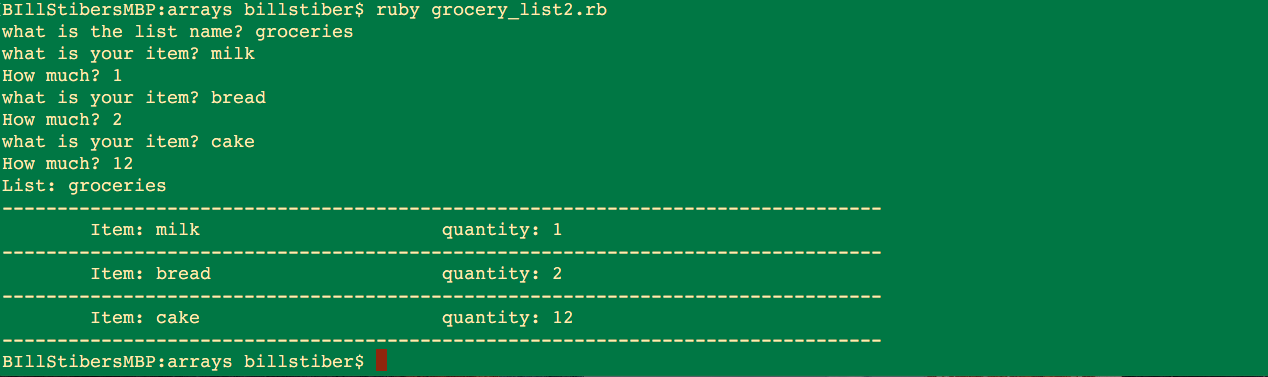 BIllStibersMBP:arrays billstiber$ ruby grocery_list2.rb
what is the list name? groceries
what is your item? milk
How much? 1
what is your item? bread
How much? 2
what is your item? cake
How much? 12
List: groceries
--------------------------------------------------------------------------------
        Item: milk                      quantity: 1
--------------------------------------------------------------------------------
        Item: bread                     quantity: 2
--------------------------------------------------------------------------------
        Item: cake                      quantity: 12
--------------------------------------------------------------------------------
BIllStibersMBP:arrays billstiber$